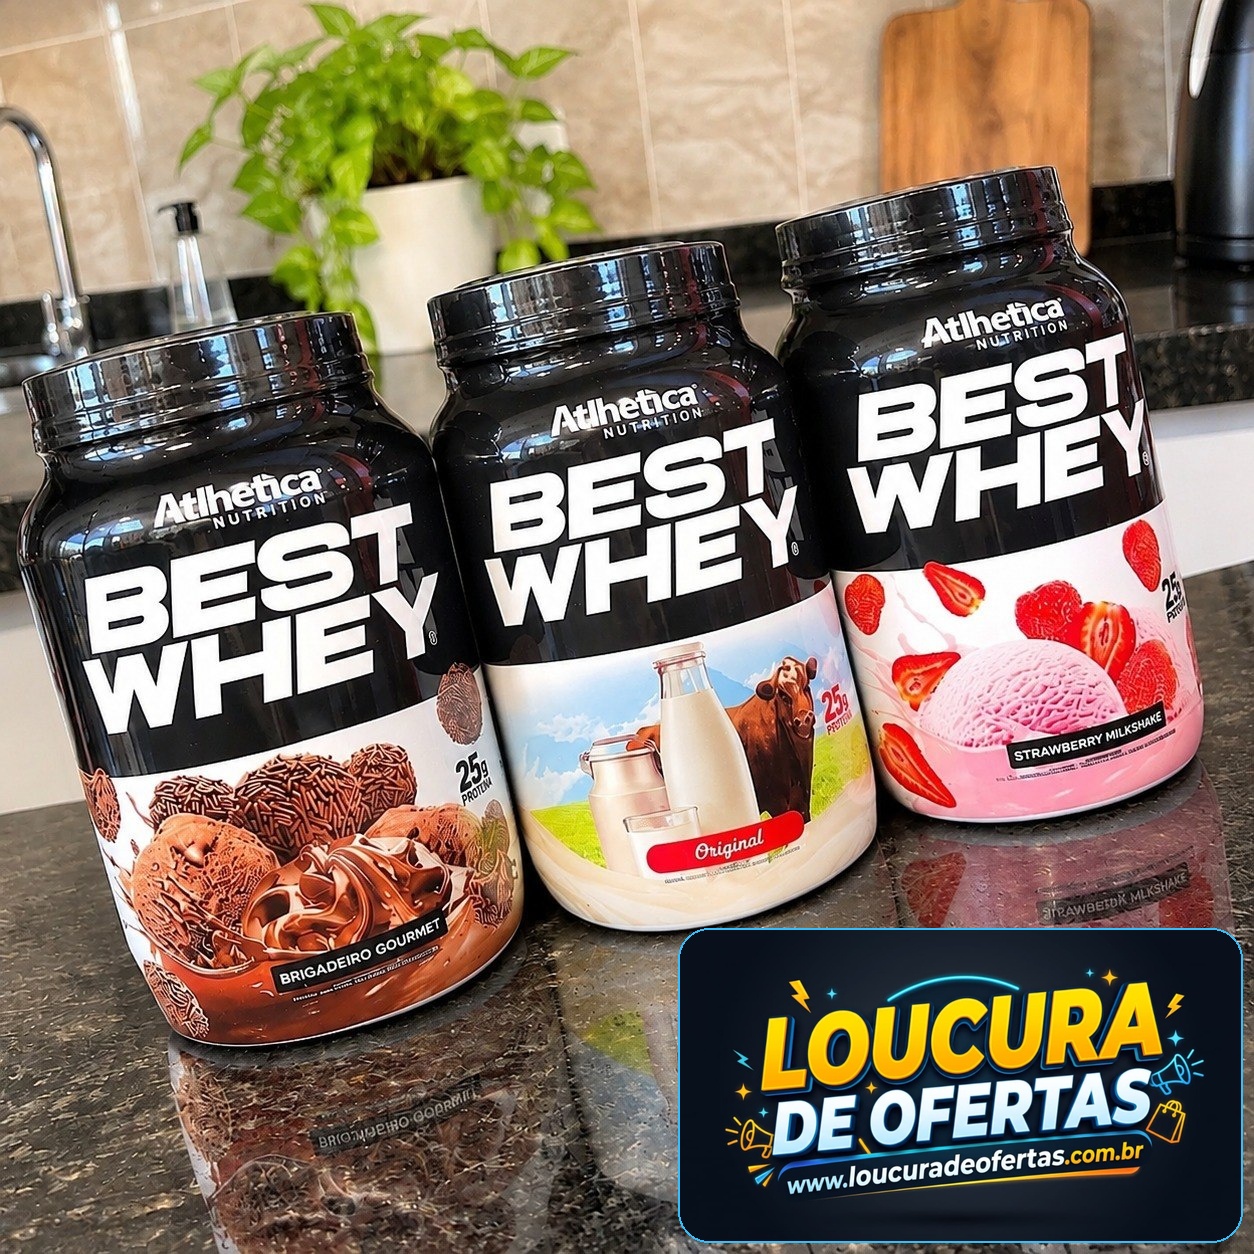 Atlhetica
NUTRITION
BEST
WHEY
25g
PROTEÍNA
BRIGADEIRO GOURMET
Atlhetica
NUTRITION
BEST
WHEY
25g
PROTEÍNA
Original
Atlhetica
NUTRITION
BEST
WHEY
25g
PROTEÍNA
STRAWBERRY MILKSHAKE
LOUCURA
DE OFERTAS
www.loucuradeofertas.com.br